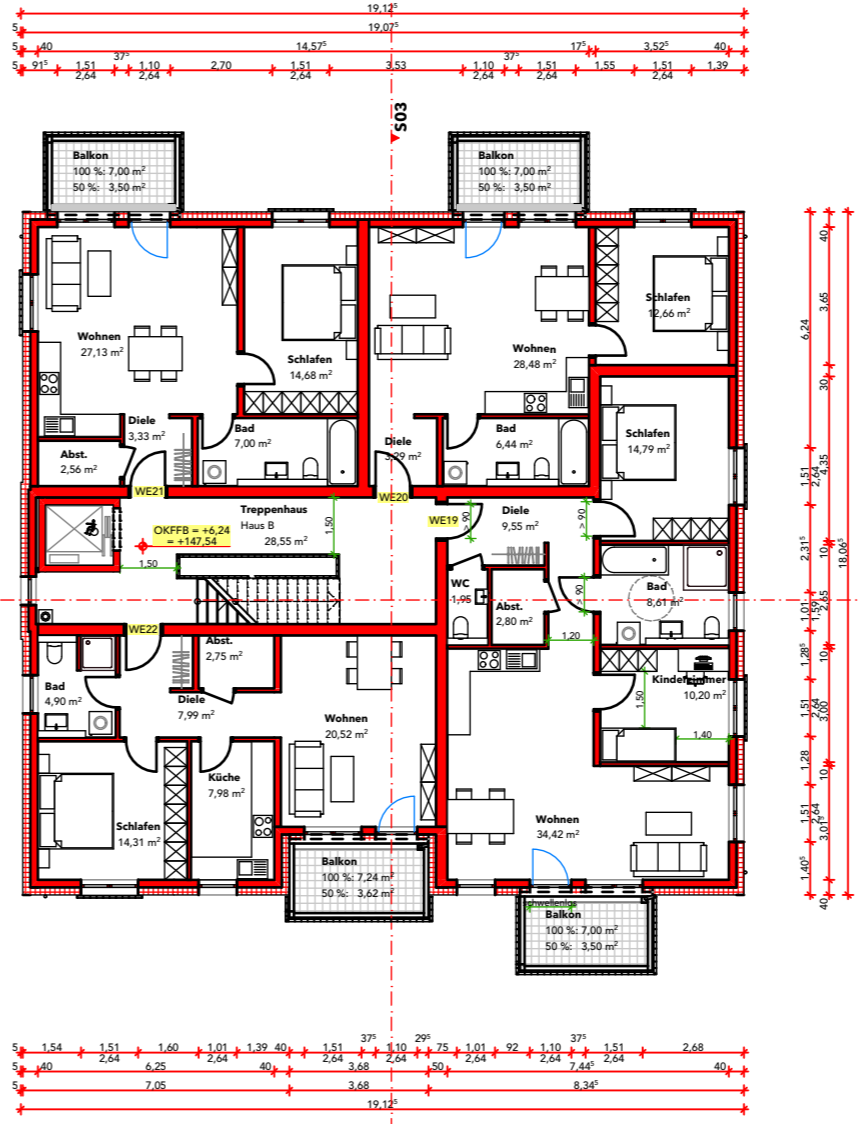 19,12⁵
19,07⁵
5 40 14,57⁵ 17⁵ 3,52⁵ 40
37⁵ 37⁵
5 91⁵ 1,51 1,10 2,70 1,51 3,53 1,10 1,51 1,55 1,51 1,39
2,64 2,64 2,64 2,64 2,64 2,64
S03
Balkon
100 %: 7,00 m²
50 %: 3,50 m²
Balkon
100 %: 7,00 m²
50 %: 3,50 m²
Wohnen
27,13 m²
Schlafen
14,68 m²
Wohnen
28,48 m²
Schlafen
12,66 m²
Diele
3,33 m²
Bad
7,00 m²
Abst.
2,56 m²
Diele
3,29 m²
Bad
6,44 m²
Schlafen
14,79 m²
WE21
WE20
WE19
Treppenhaus
Haus B
28,55 m²
OKFFB = +6,24
= +147,54
1,50
1,50
Diele
9,55 m²
> 90
> 90
> 90
WC
1,95
Abst.
2,80 m²
Bad
8,61 m²
1,20
WE22
Abst.
2,75 m²
Bad
4,90 m²
Diele
7,99 m²
Wohnen
20,52 m²
Küche
7,98 m²
Schlafen
14,31 m²
Kinderzimmer
10,20 m²
1,50
1,40
Wohnen
34,42 m²
Balkon
100 %: 7,24 m²
50 %: 3,62 m²
schwellenlos
Balkon
100 %: 7,00 m²
50 %: 3,50 m²
6,24
1,51
2,64
2,31⁵
1,01
1,59
1,28⁵
1,51
2,64
1,28
1,51
2,64
1,40⁵
40
3,65
30
4,35
10
2,65
10
3,00
10
3,01⁵
40
18,06⁵
37⁵ 29⁵ 37⁵
5 1,54 1,51 1,60 1,01 1,39 40 1,51 1,10 75 1,01 92 1,10 1,51 2,68
2,64 2,64 2,64 2,64 2,64 2,64 2,64
5 40 6,25 40 3,68 50 7,44⁵ 40
5 7,05 3,68 8,34⁵
19,12⁵